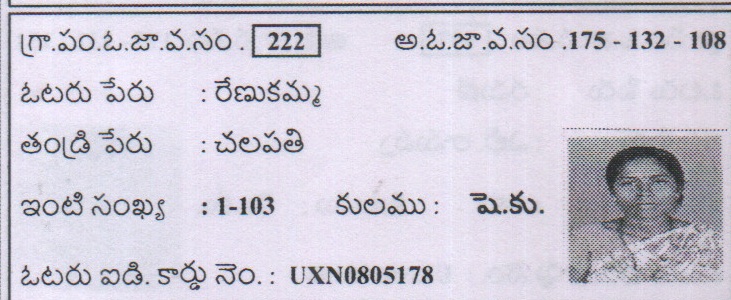 గ్రా.పం.ఓ.జా.వ.సం . 222 అ.ఓ.జా.వ.సం .175 - 132 - 108
ఓటరు పేరు : రేణుకమ్మ
తండ్రి పేరు : చలపతి
ఇంటి సంఖ్య : 1-103 కులము : షె.కు.
ఓటరు ఐడి. కార్డు నెం. : UXN0805178